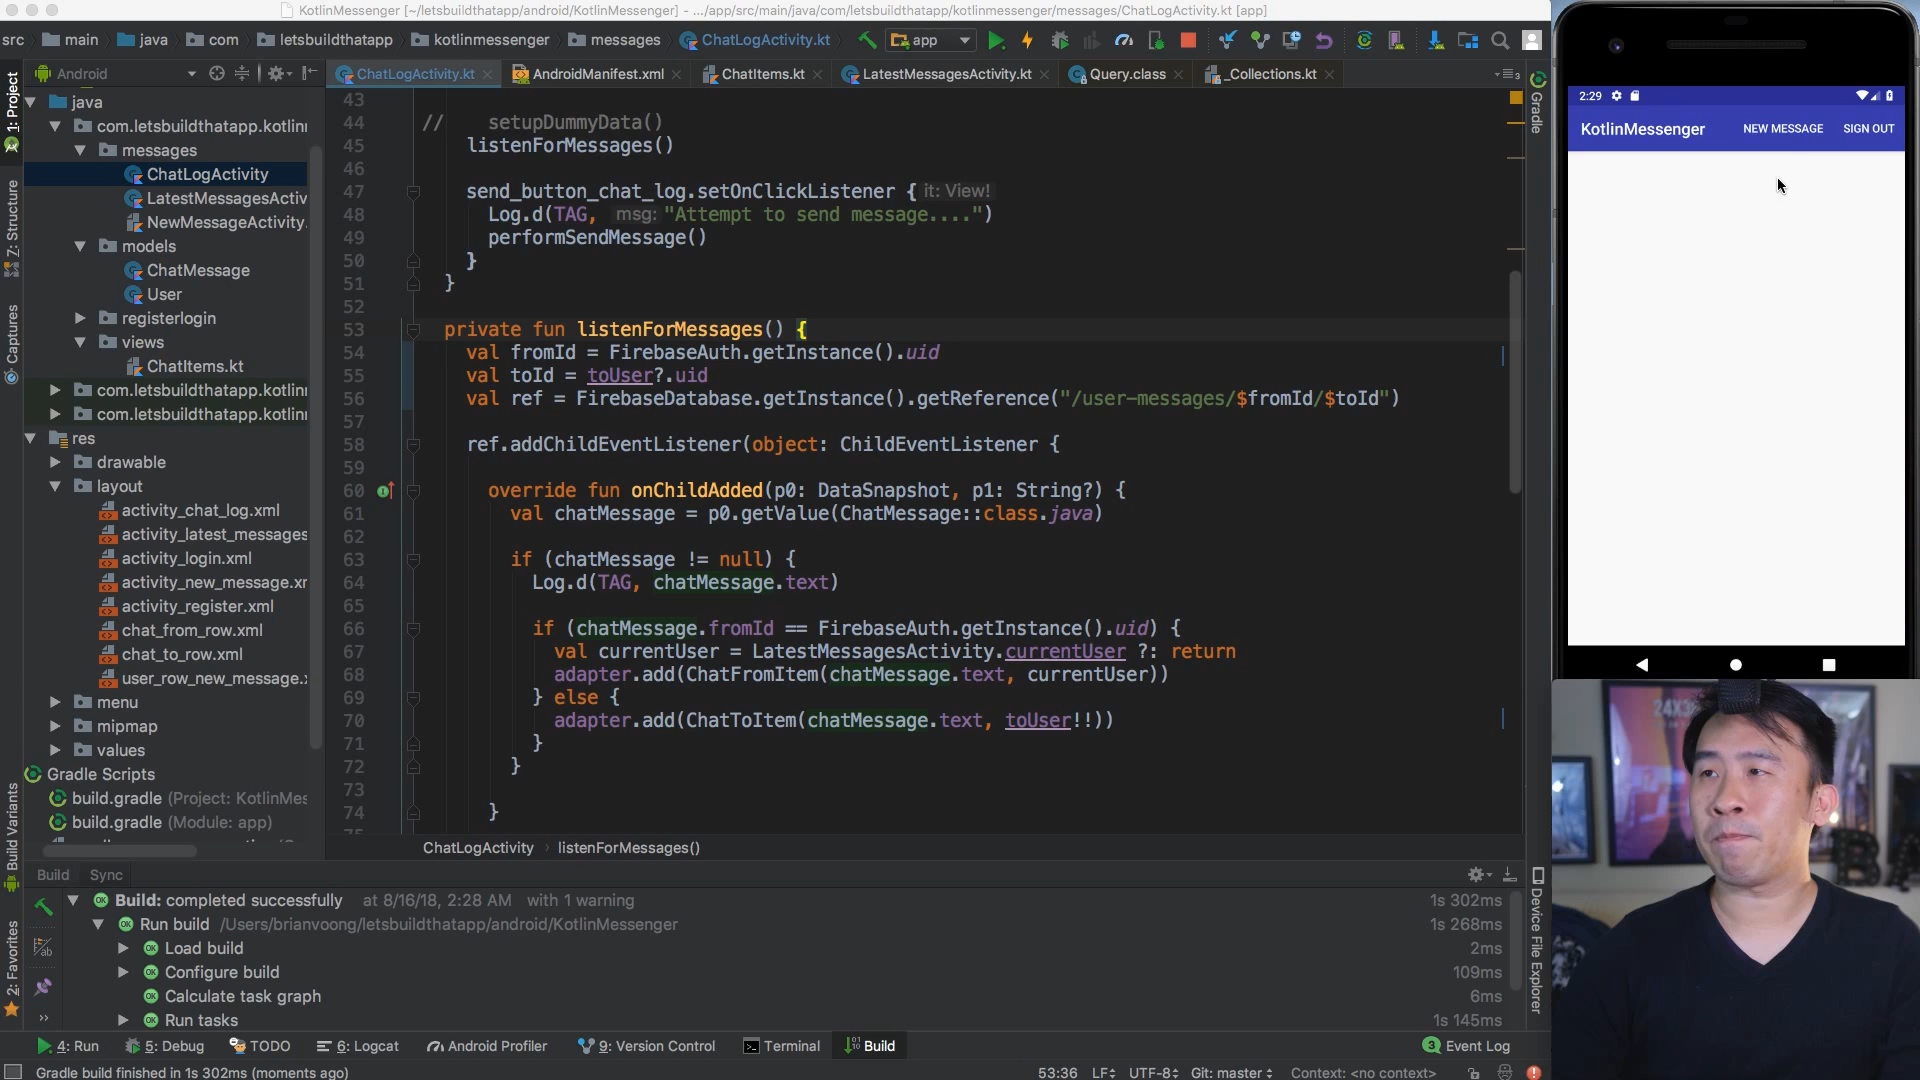 KotlinMessenger [~/letsbuildthatapp/android/KotlinMessenger] - .../app/src/main/java/com/letsbuildthatapp/kotlinmessenger/messages/ChatLogActivity.kt [app]
src main java com letsbuildthatapp kotlinmessenger messages ChatLogActivity.kt app
Android
ChatLogActivity.kt AndroidManifest.xml ChatItems.kt LatestMessagesActivity.kt Query.class _Collections.kt
1: Project
Z: Structure
Captures
Build Variants
2: Favorites
java
com.letsbuildthatapp.kotlin
messages
ChatLogActivity
LatestMessagesActiv
NewMessageActivity.
models
ChatMessage
User
registerlogin
views
ChatItems.kt
com.letsbuildthatapp.kotlin
com.letsbuildthatapp.kotlin
res
drawable
layout
activity_chat_log.xml
activity_latest_messages
activity_login.xml
activity_new_message.xr
activity_register.xml
chat_from_row.xml
chat_to_row.xml
user_row_new_message.
menu
mipmap
values
Gradle Scripts
build.gradle (Project: KotlinMes
build.gradle (Module: app)
43
44 // setupDummyData()
45 listenForMessages()
46
47 send_button_chat_log.setOnClickListener { it: View!
48 Log.d(TAG, msg: "Attempt to send message....")
49 performSendMessage()
50 }
51 }
52
53 private fun listenForMessages() {
54 val fromId = FirebaseAuth.getInstance().uid
55 val toId = toUser?.uid
56 val ref = FirebaseDatabase.getInstance().getReference("/user-messages/$fromId/$toId")
57
58 ref.addChildEventListener(object: ChildEventListener {
59
60 override fun onChildAdded(p0: DataSnapshot, p1: String?) {
61 val chatMessage = p0.getValue(ChatMessage::class.java)
62
63 if (chatMessage != null) {
64 Log.d(TAG, chatMessage.text)
65
66 if (chatMessage.fromId == FirebaseAuth.getInstance().uid) {
67 val currentUser = LatestMessagesActivity.currentUser ?: return
68 adapter.add(ChatFromItem(chatMessage.text, currentUser))
69 } else {
70 adapter.add(ChatToItem(chatMessage.text, toUser!!))
71 }
72 }
73
74 }
ChatLogActivity listenForMessages()
Gradle
Device File Explorer
2:29
KotlinMessenger NEW MESSAGE SIGN OUT
Build Sync
Build: completed successfully at 8/16/18, 2:28 AM with 1 warning 1s 302ms
Run build /Users/brianvoong/letsbuildthatapp/android/KotlinMessenger 1s 268ms
Load build 2ms
Configure build 109ms
Calculate task graph 6ms
Run tasks 1s 145ms
4: Run 5: Debug TODO 6: Logcat Android Profiler 9: Version Control Terminal Build 3 Event Log
Gradle build finished in 1s 302ms (moments ago) 53:36 LF UTF-8 Git: master Context: <no context>